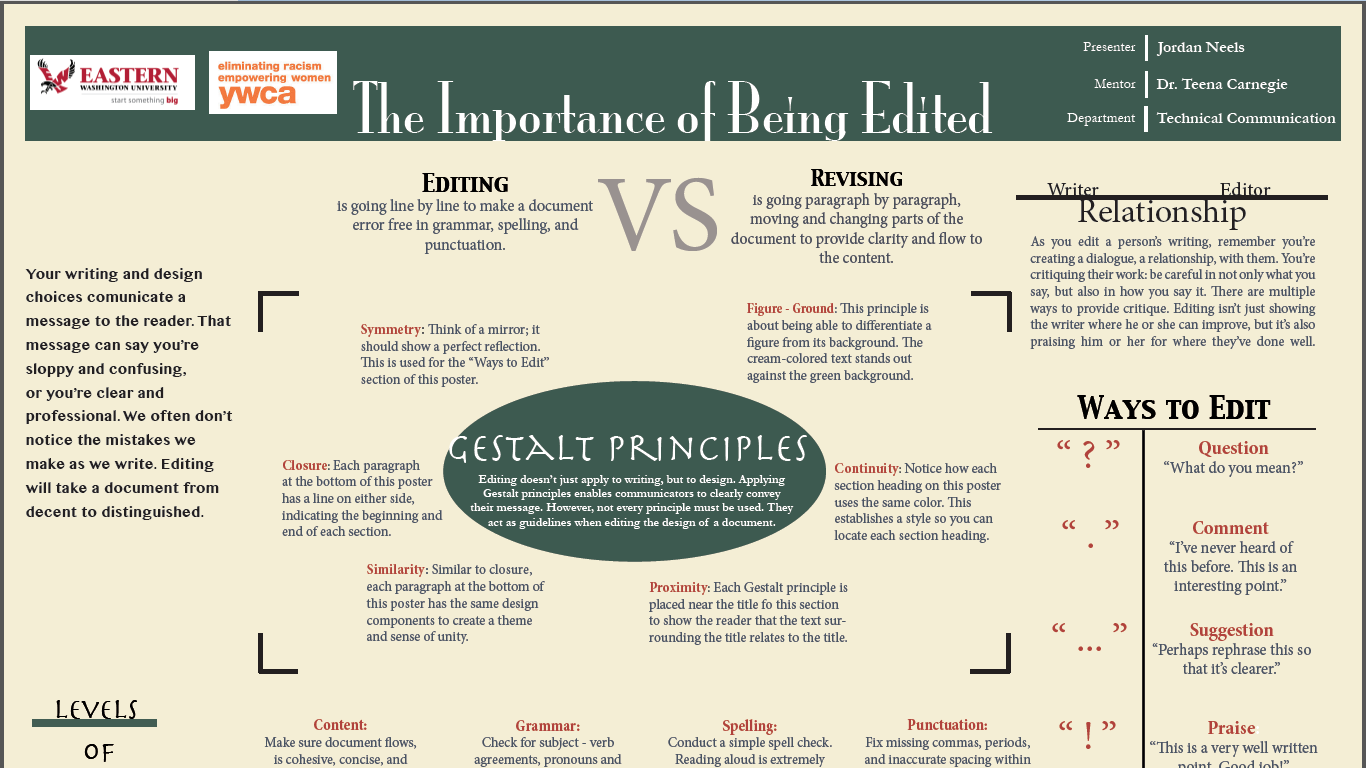 EASTERN
WASHINGTON UNIVERSITY
start something big
eliminating racism
empowering women
ywca
The Importance of Being Edited
Presenter Jordan Neels
Mentor Dr. Teena Carnegie
Department Technical Communication
Your writing and design
choices comunicate a
message to the reader. That
message can say you're
sloppy and confusing,
or you're clear and
professional. We often don't
notice the mistakes we
make as we write. Editing
will take a document from
decent to distinguished.
EDITING
is going line by line to make a document
error free in grammar, spelling, and
punctuation.
VS
REVISING
is going paragraph by paragraph,
moving and changing parts of the
document to provide clarity and flow to
the content.
Symmetry: Think of a mirror; it
should show a perfect reflection.
This is used for the “Ways to Edit”
section of this poster.
Figure - Ground: This principle is
about being able to differentiate a
figure from its background. The
cream-colored text stands out
against the green background.
GESTALT PRINCIPLES
Editing doesn't just apply to writing, but to design. Applying
Gestalt principles enables communicators to clearly convey
their message. However, not every principle must be used. They
act as guidelines when editing the design of a document.
Closure: Each paragraph
at the bottom of this poster
has a line on either side,
indicating the beginning and
end of each section.
Continuity: Notice how each
section heading on this poster
uses the same color. This
establishes a style so you can
locate each section heading.
Similarity: Similar to closure,
each paragraph at the bottom of
this poster has the same design
components to create a theme
and sense of unity.
Proximity: Each Gestalt principle is
placed near the title fo this section
to show the reader that the text sur-
rounding the title relates to the title.
Writer Editor
Relationship
As you edit a person's writing, remember you're
creating a dialogue, a relationship, with them. You're
critiquing their work: be careful in not only what you
say, but also in how you say it. There are multiple
ways to provide critique. Editing isn't just showing
the writer where he or she can improve, but it's also
praising him or her for where they've done well.
WAYS TO EDIT
“ ? ” Question
“What do you mean?”
“ . ” Comment
“I've never heard of
this before. This is an
interesting point.”
“ ... ” Suggestion
“Perhaps rephrase this so
that it's clearer.”
“ ! ” Praise
“This is a very well written
point. Good job!”
LEVELS
OF
Content:
Make sure document flows,
is cohesive, concise, and
Grammar:
Check for subject - verb
agreements, pronouns and
Spelling:
Conduct a simple spell check.
Reading aloud is extremely
Punctuation:
Fix missing commas, periods,
and inaccurate spacing within